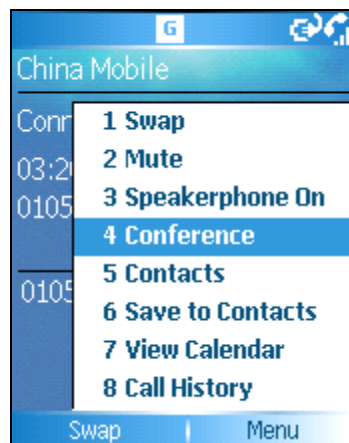 G
China Mobile
Conn
1 Swap
2 Mute
03:20
3 Speakerphone On
0105
4 Conference
5 Contacts
0105
6 Save to Contacts
7 View Calendar
8 Call History
Swap Menu